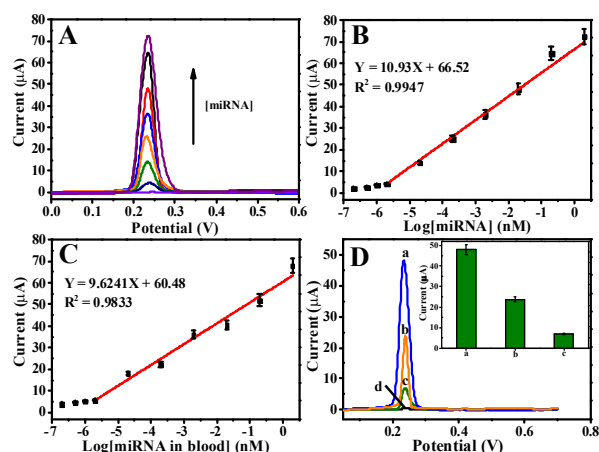 A
Current (μA)
80
70
60
50
40
30
20
10
0
[miRNA]
0.0 0.1 0.2 0.3 0.4 0.5 0.6
Potential (V)
B
Current (μA)
80
70
60
50
40
30
20
10
0
Y = 10.93X + 66.52
R2 = 0.9947
-7 -6 -5 -4 -3 -2 -1 0
Log[miRNA] (nM)
C
Current (μA)
80
70
60
50
40
30
20
10
0
Y = 9.6241X + 60.48
R2 = 0.9833
-7 -6 -5 -4 -3 -2 -1 0
Log[miRNA in blood] (nM)
D
Current (μA)
50
40
30
20
10
0
a
b
c
d
Current (μA)
50
40
30
20
10
0
a b c
0.2 0.4 0.6 0.8
Potential (V)